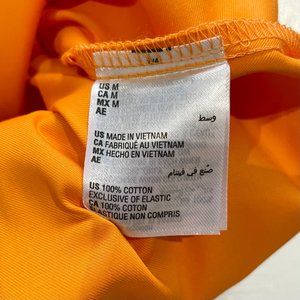 US M
CA M
MX M
AE وسط
US MADE IN VIETNAM
CA FABRIQUÉ AU VIETNAM
MX HECHO EN VIETNAM
AE صنع في فيتنام
US 100% COTTON
EXCLUSIVE OF ELASTIC
CA 100% COTON
ÉLASTIQUE NON COMPRIS